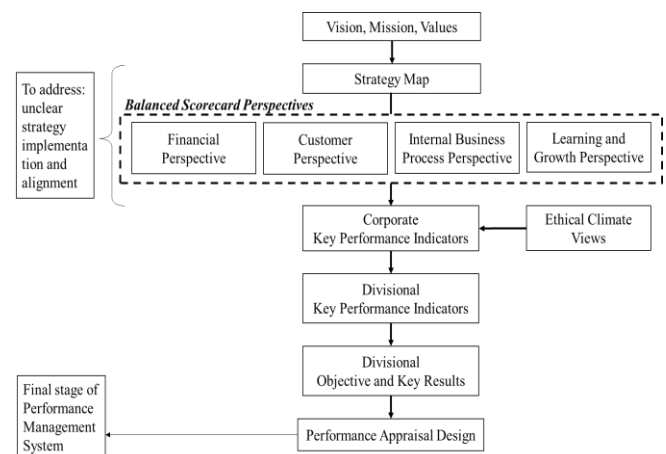 Vision, Mission, Values
Strategy Map
To address:
unclear
strategy
implementa
tion and
alignment
Balanced Scorecard Perspectives
Financial
Perspective
Customer
Perspective
Internal Business
Process Perspective
Learning and
Growth Perspective
Corporate
Key Performance Indicators
Ethical Climate
Views
Divisional
Key Performance Indicators
Divisional
Objective and Key Results
Final stage of
Performance
Management
System
Performance Appraisal Design